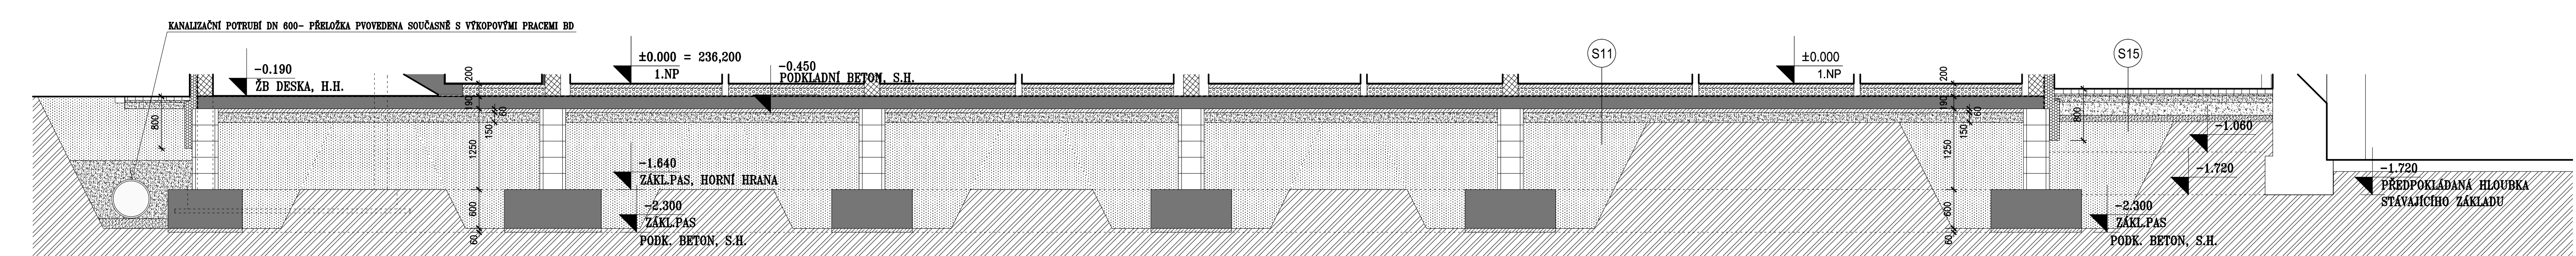 KANALIZAČNÍ POTRUBÍ DN 600- PŘELOŽKA PVOVEDENA SOUČASNĚ S VÝKOPOVÝMI PRACEMI BD
-0.190
ŽB DESKA, H.H.
200
±0.000 = 236,200
1.NP
-0.450
PODKLADNÍ BETON, S.H.
S11
±0.000
1.NP
200
S15
190
60
150
800
1250
190
60
150
800
1250
-1.060
-1.640
ZÁKL.PAS, HORNÍ HRANA
-1.720
-1.720
PŘEDPOKLÁDANÁ HLOUBKA
STÁVAJÍCÍHO ZÁKLADU
600
-2.300
ZÁKL.PAS
PODK. BETON, S.H.
60
600
-2.300
ZÁKL.PAS
PODK. BETON, S.H.
60